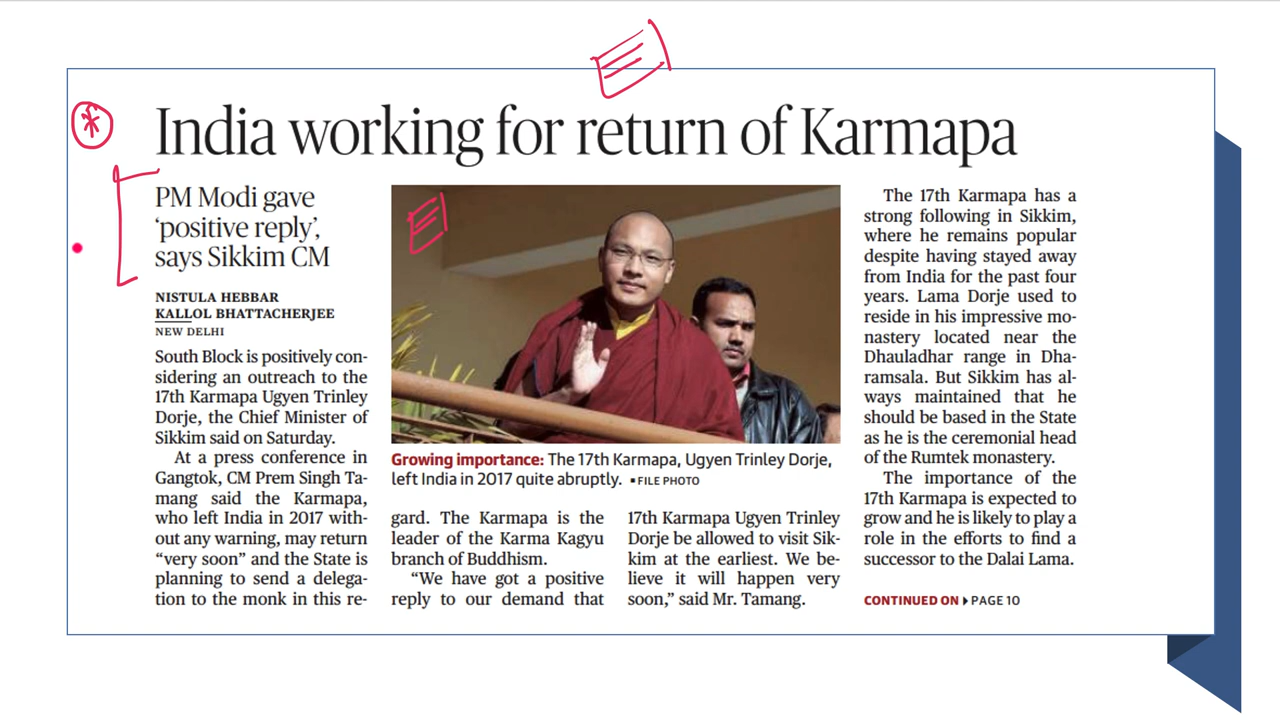 India working for return of Karmapa
PM Modi gave
‘positive reply’,
says Sikkim CM
NISTULA HEBBAR
KALLOL BHATTACHERJEE
NEW DELHI
South Block is positively con-
sidering an outreach to the
17th Karmapa Ugyen Trinley
Dorje, the Chief Minister of
Sikkim said on Saturday.
At a press conference in
Gangtok, CM Prem Singh Ta-
mang said the Karmapa,
who left India in 2017 with-
out any warning, may return
“very soon” and the State is
planning to send a delega-
tion to the monk in this re-
Growing importance: The 17th Karmapa, Ugyen Trinley Dorje,
left India in 2017 quite abruptly. ▪ FILE PHOTO
gard. The Karmapa is the
leader of the Karma Kagyu
branch of Buddhism.
“We have got a positive
reply to our demand that
17th Karmapa Ugyen Trinley
Dorje be allowed to visit Sik-
kim at the earliest. We be-
lieve it will happen very
soon,” said Mr. Tamang.
The 17th Karmapa has a
strong following in Sikkim,
where he remains popular
despite having stayed away
from India for the past four
years. Lama Dorje used to
reside in his impressive mo-
nastery located near the
Dhauladhar range in Dha-
ramsala. But Sikkim has al-
ways maintained that he
should be based in the State
as he is the ceremonial head
of the Rumtek monastery.
The importance of the
17th Karmapa is expected to
grow and he is likely to play a
role in the efforts to find a
successor to the Dalai Lama.
CONTINUED ON ▸ PAGE 10